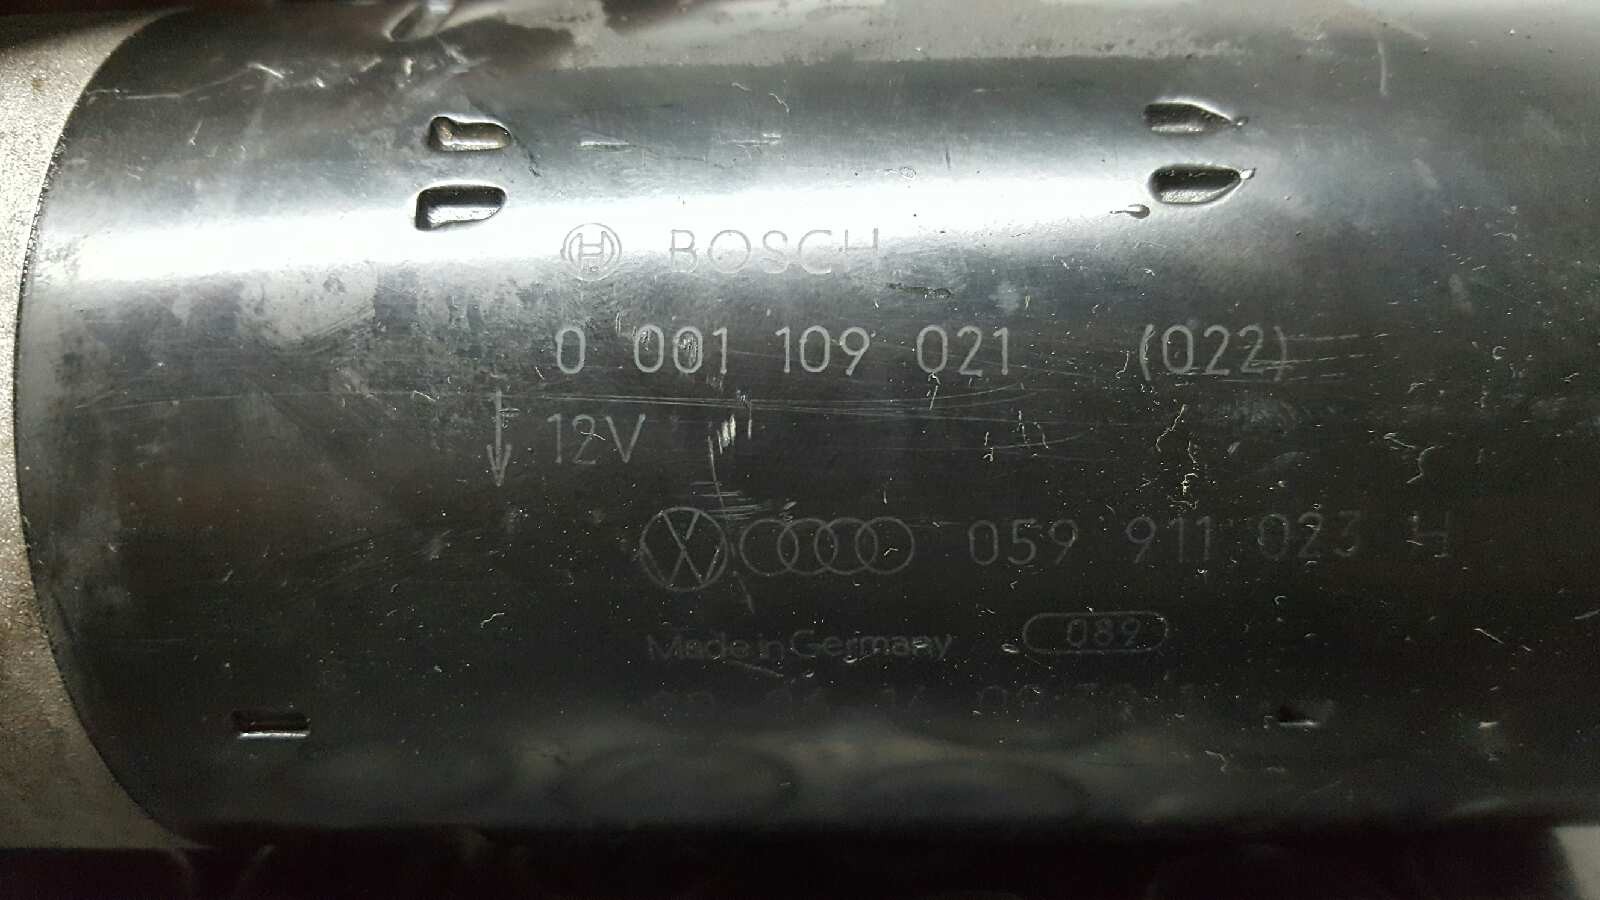 BOSCH
0 001 109 021 (022)
12V
059 911 023 H
Made in Germany 089